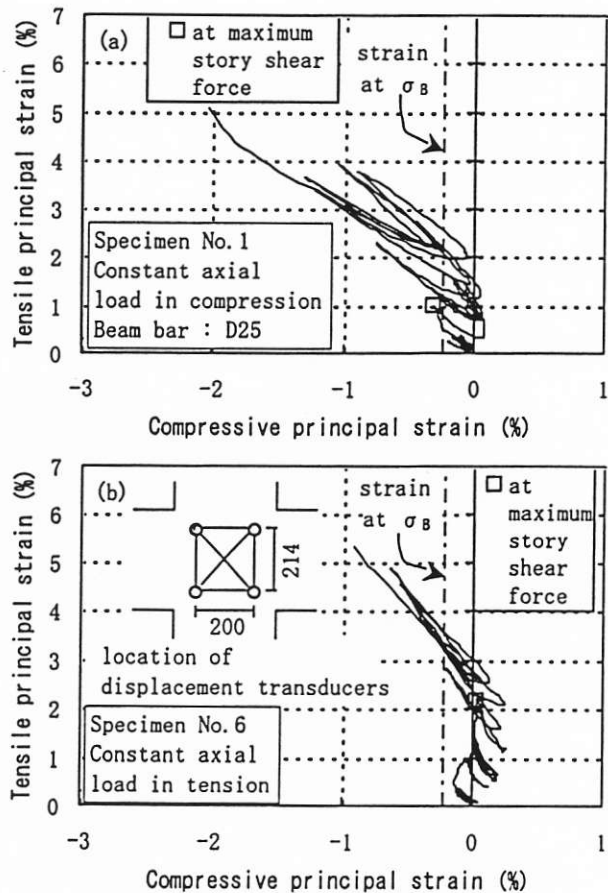 (a)
□ at maximum
story shear
force
strain
at σB
Tensile principal strain (%)
7
6
5
4
3
2
1
0
Specimen No.1
Constant axial
load in compression
Beam bar : D25
-3
-2
-1
0
1
Compressive principal strain (%)
(b)
strain
at σB
□ at
maximum
story
shear
force
214
200
location of
displacement transducers
Tensile principal strain (%)
7
6
5
4
3
2
1
0
Specimen No.6
Constant axial
load in tension
-3
-2
-1
0
1
Compressive principal strain (%)